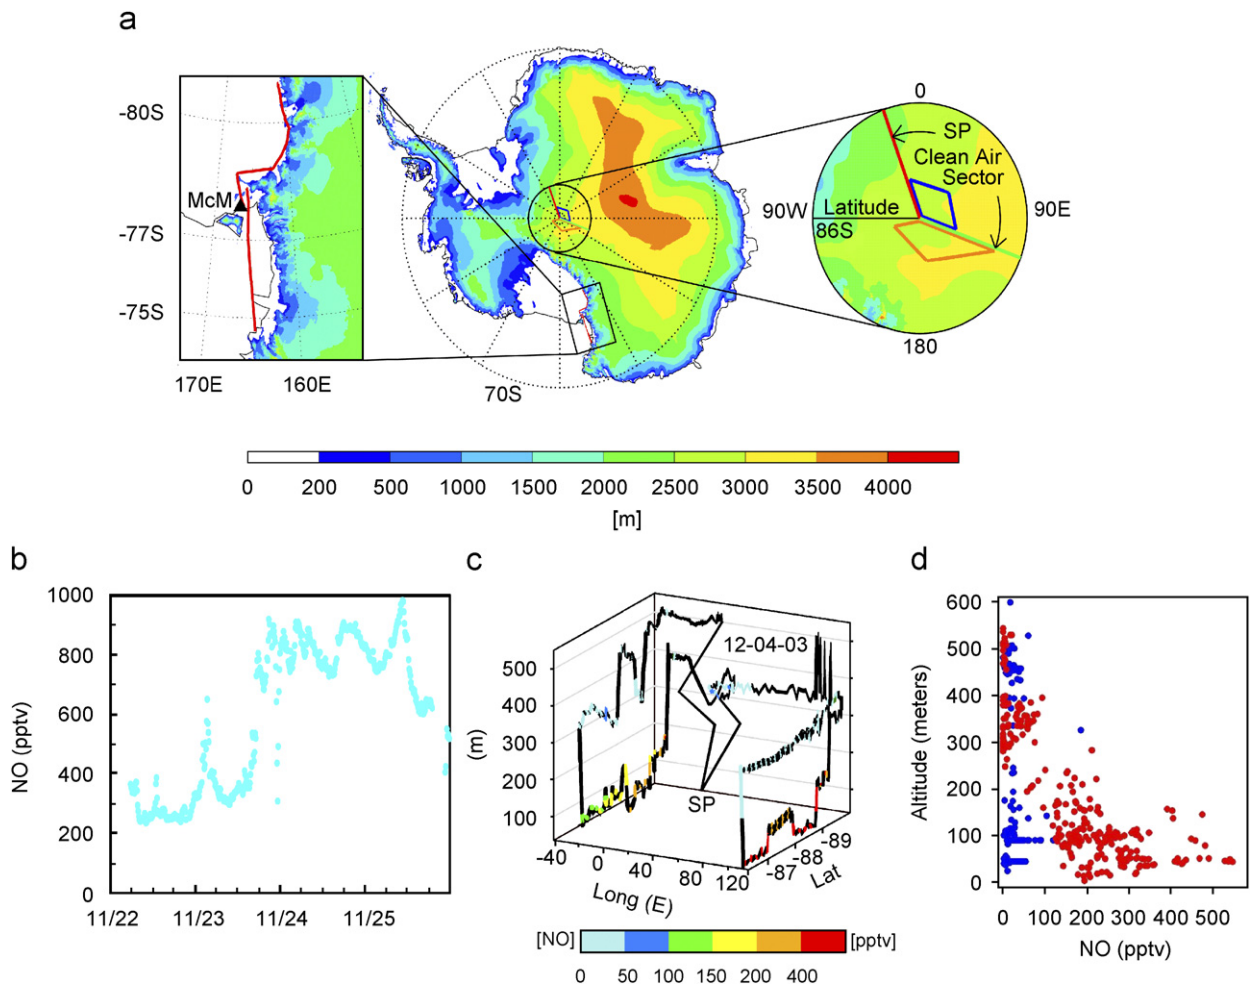 a
-80S
McM
-77S
-75S
170E
160E
70S
0
SP
Clean Air
Sector
90W
Latitude
90E
86S
180
0 200 500 1000 1500 2000 2500 3000 3500 4000
[m]
b
1000
800
600
400
200
0
NO (pptv)
11/22 11/23 11/24 11/25
c
12-04-03
500
400
300
200
100
(m)
SP
-40 0 40 80 120
Long (E)
-87 -88 -89
Lat
[NO] [pptv]
0 50 100 150 200 400
d
600
500
400
300
200
100
0
Altitude (meters)
0 100 200 300 400 500
NO (pptv)